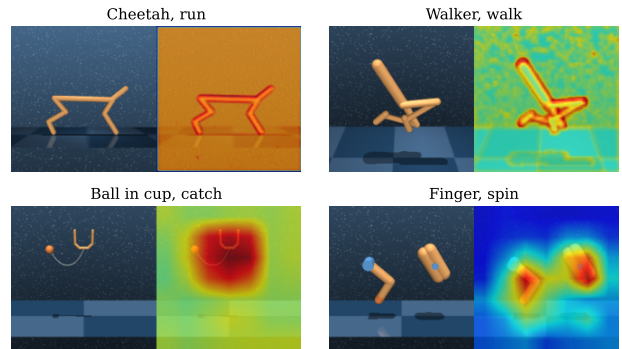 Cheetah, run
Walker, walk
Ball in cup, catch
Finger, spin